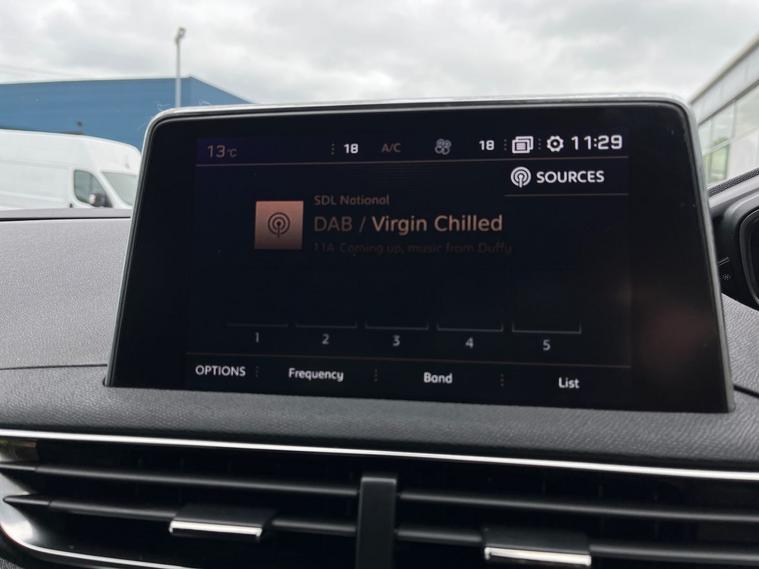 13°C 18 A/C 18 11:29
SOURCES
SDL National
DAB / Virgin Chilled
11A Coming up, music from Duffy
1 2 3 4 5
OPTIONS Frequency Band List